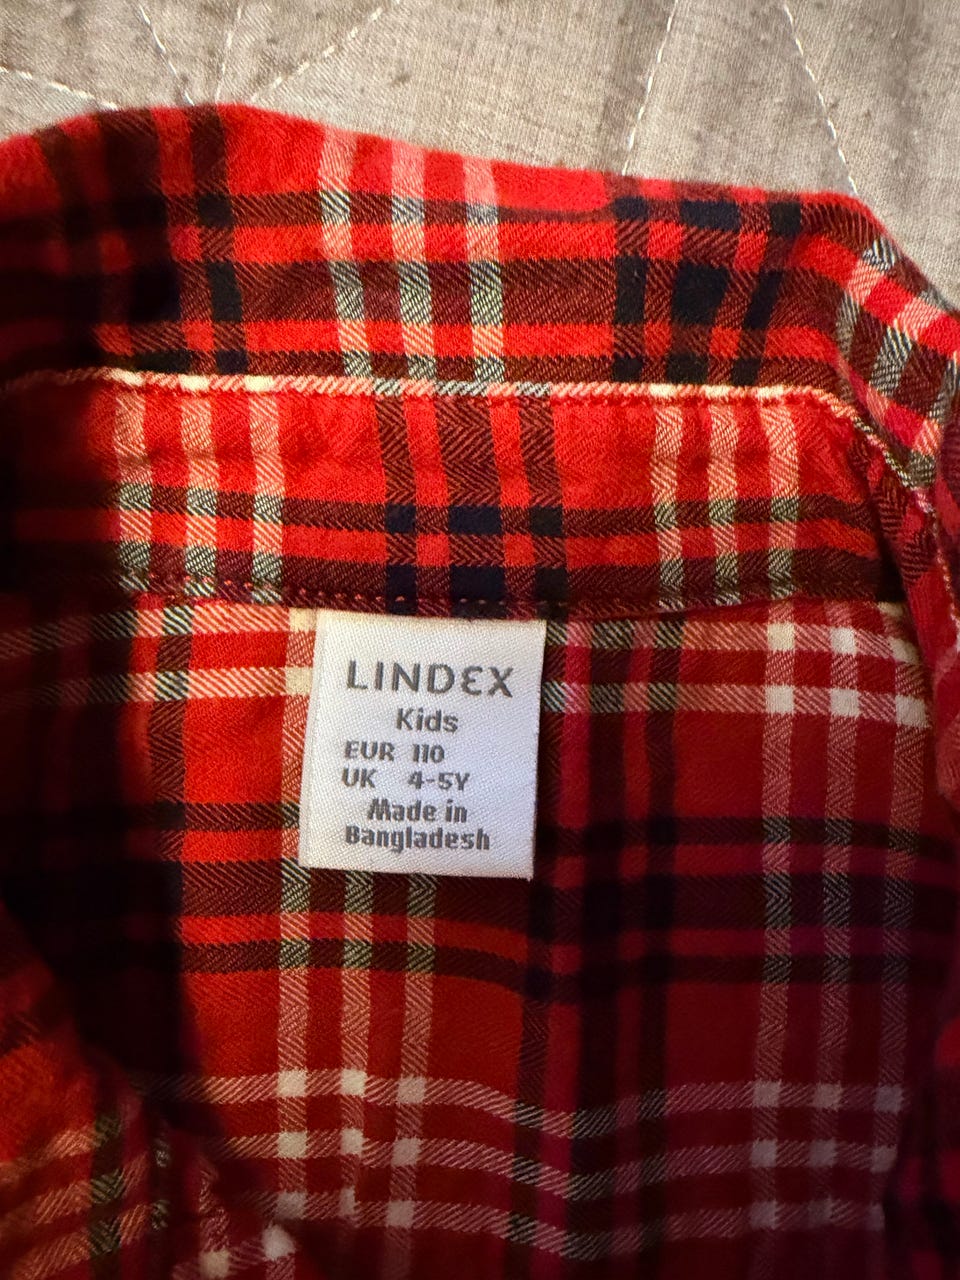 LINDEX
Kids
EUR 110
UK 4-5Y
Made in
Bangladesh